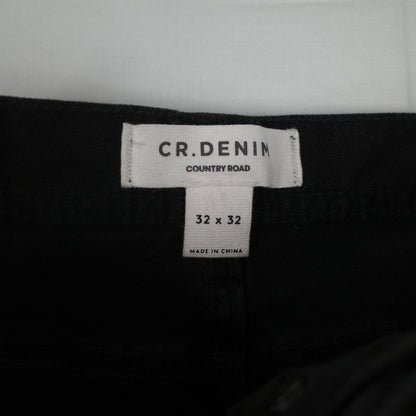 CR.DENIM
COUNTRY ROAD
32 x 32
MADE IN CHINA